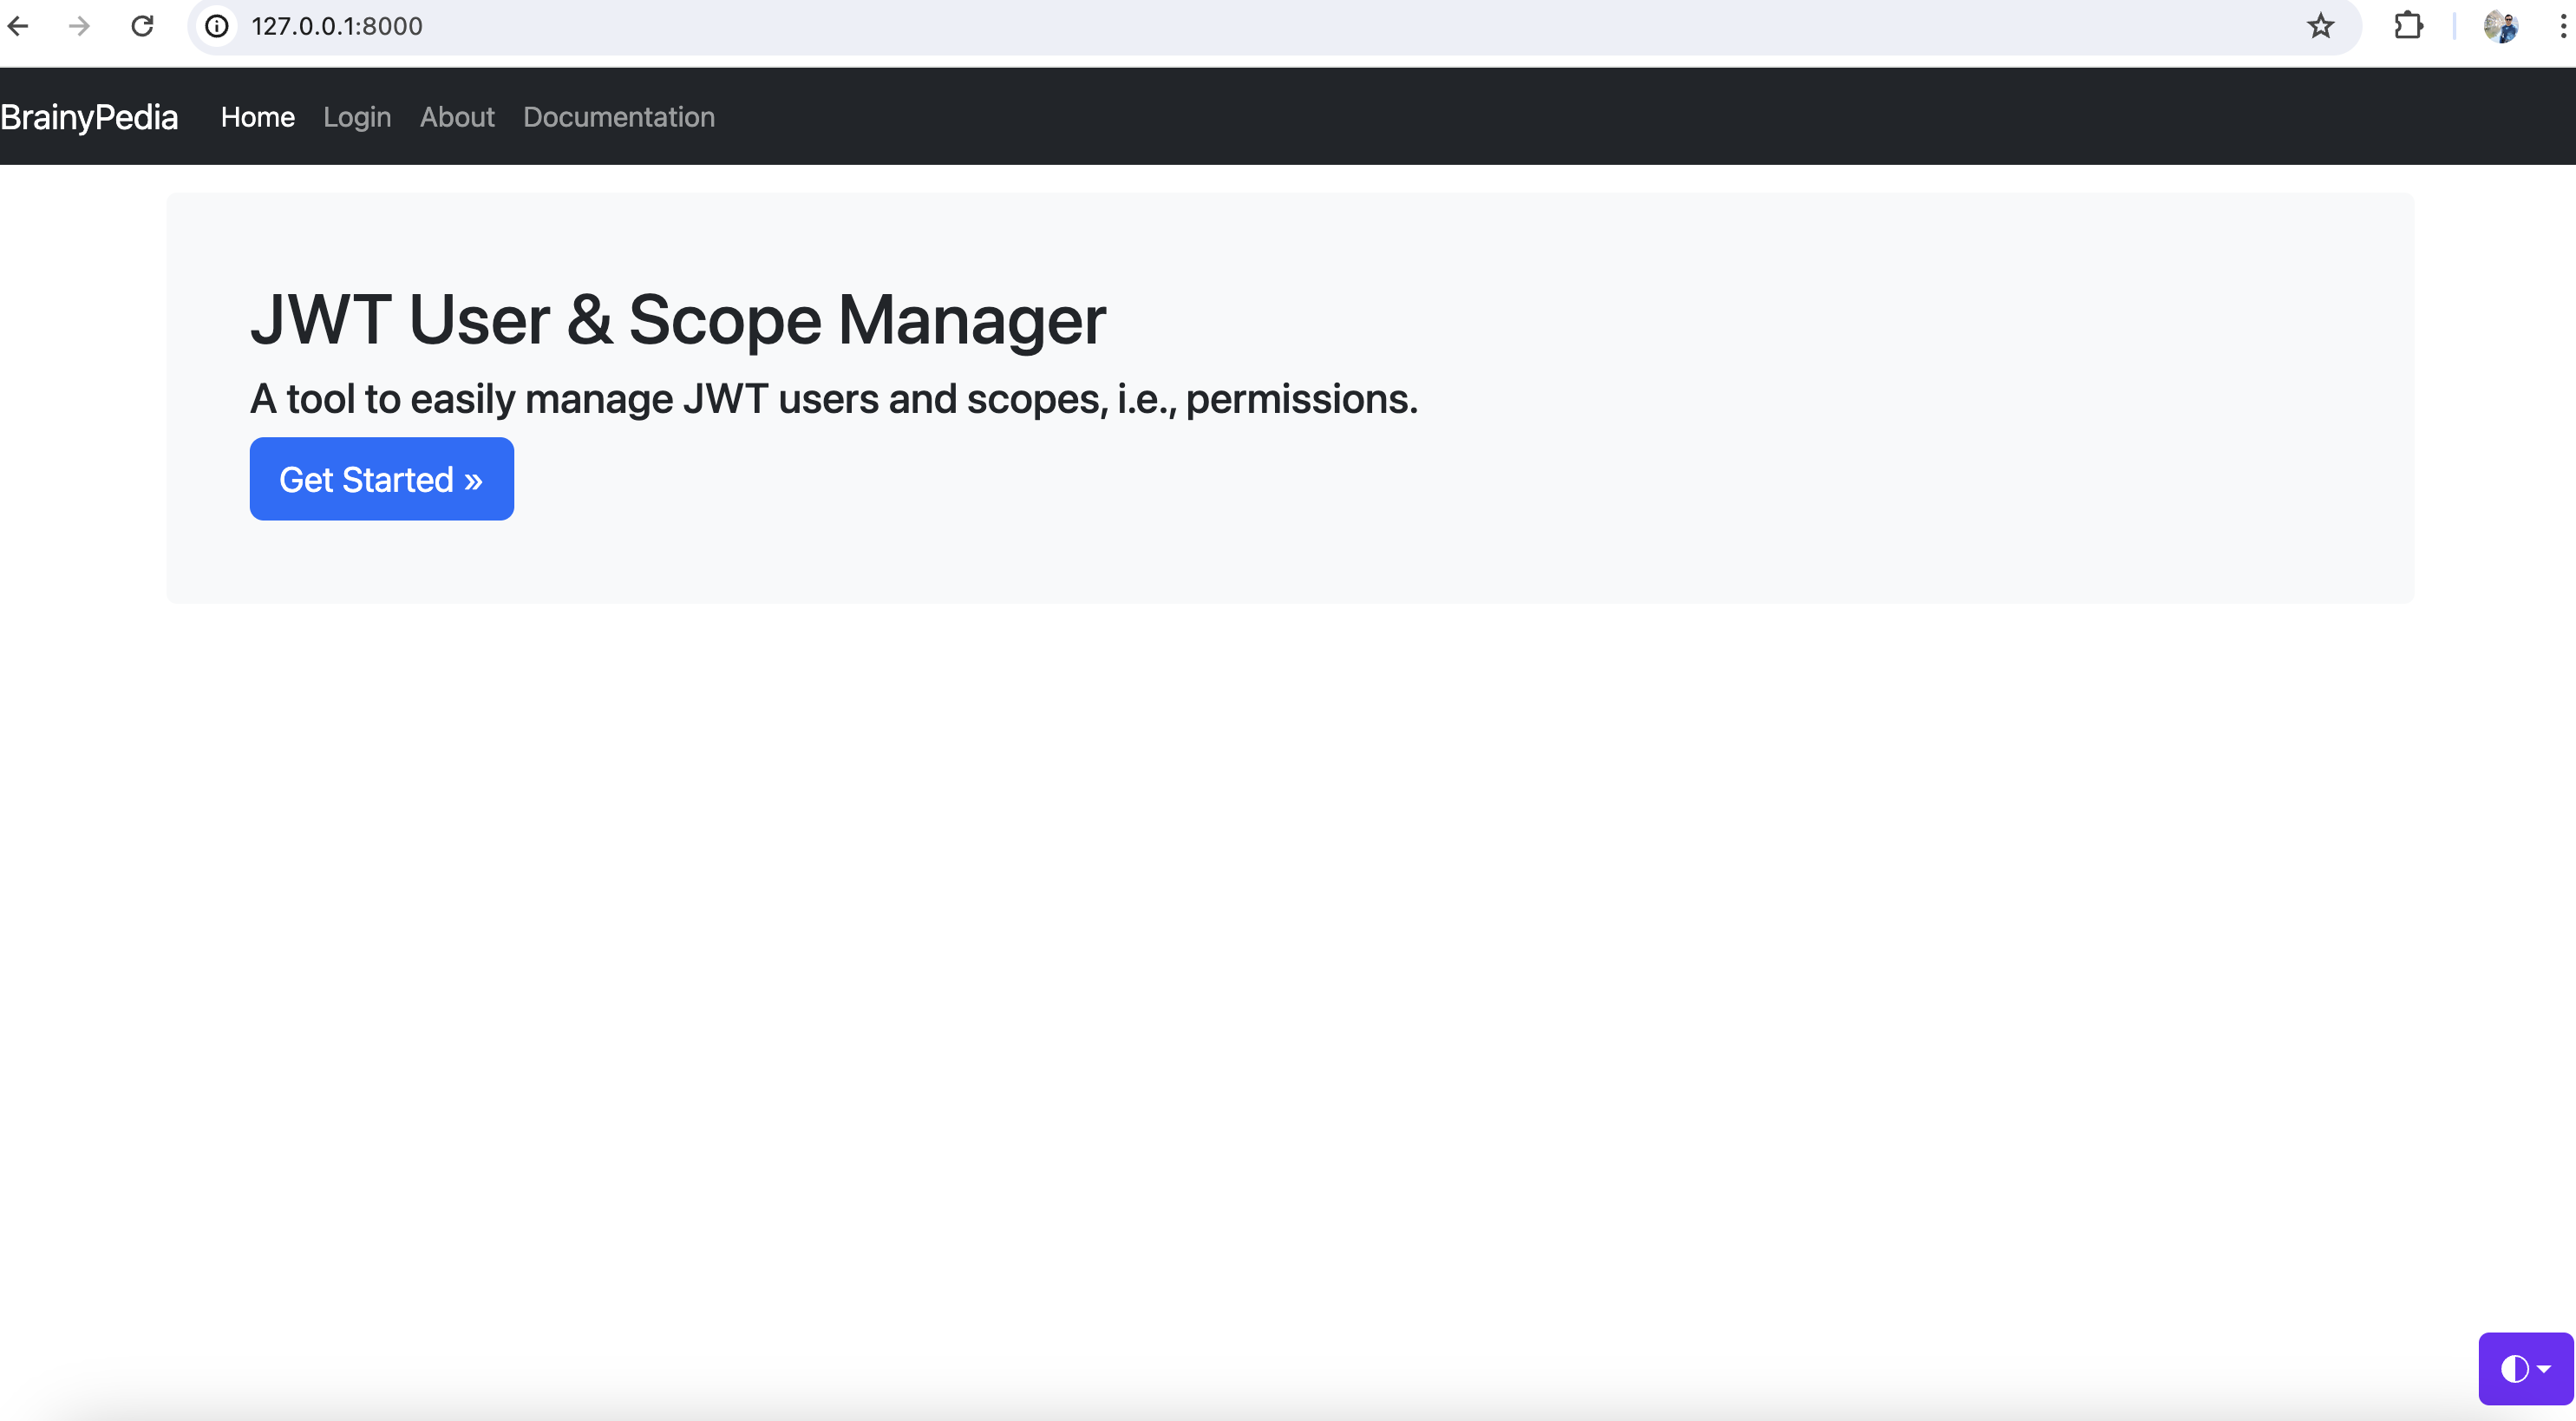 127.0.0.1:8000
BrainyPedia Home Login About Documentation
JWT User & Scope Manager
A tool to easily manage JWT users and scopes, i.e., permissions.
Get Started »